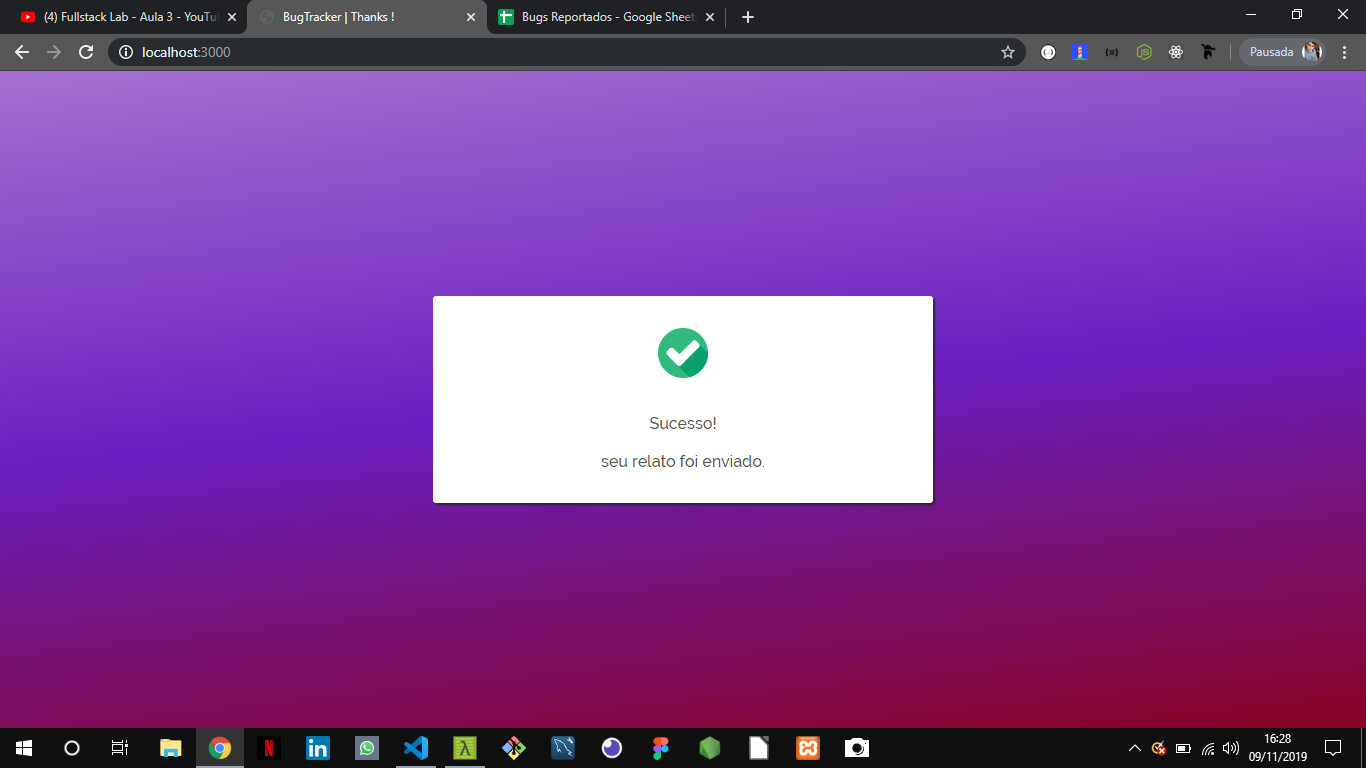 (4) Fullstack Lab - Aula 3 - YouTu
BugTracker | Thanks !
Bugs Reportados - Google Sheet
localhost:3000
Pausada
Sucesso!
seu relato foi enviado.
16:28
09/11/2019